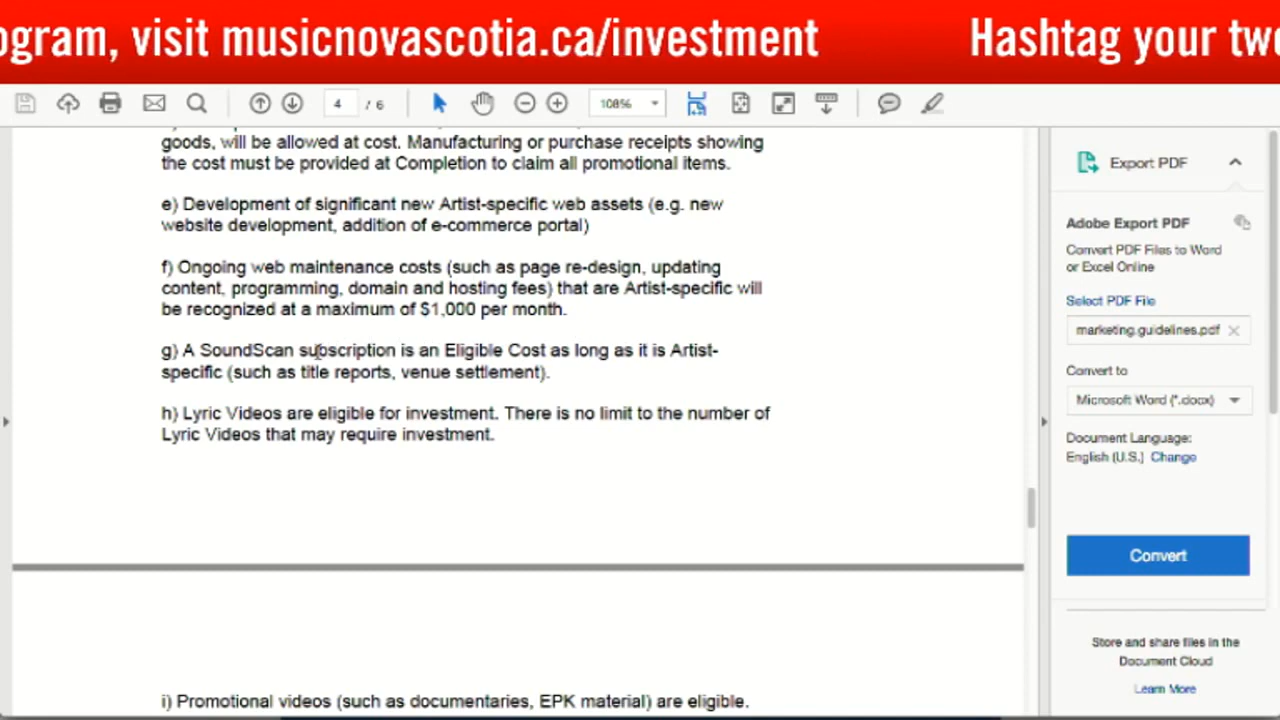 ogram, visit musicnovascotia.ca/investment Hashtag your tw
4 / 6 108%
goods, will be allowed at cost. Manufacturing or purchase receipts showing
the cost must be provided at Completion to claim all promotional items.
e) Development of significant new Artist-specific web assets (e.g. new
website development, addition of e-commerce portal)
f) Ongoing web maintenance costs (such as page re-design, updating
content, programming, domain and hosting fees) that are Artist-specific will
be recognized at a maximum of $1,000 per month.
g) A SoundScan subscription is an Eligible Cost as long as it is Artist-
specific (such as title reports, venue settlement).
h) Lyric Videos are eligible for investment. There is no limit to the number of
Lyric Videos that may require investment.
i) Promotional videos (such as documentaries, EPK material) are eligible.
Export PDF
Adobe Export PDF
Convert PDF Files to Word
or Excel Online
Select PDF File
marketing.guidelines.pdf
Convert to
Microsoft Word (*.docx)
Document Language:
English (U.S.) Change
Convert
Store and share files in the
Document Cloud
Learn More